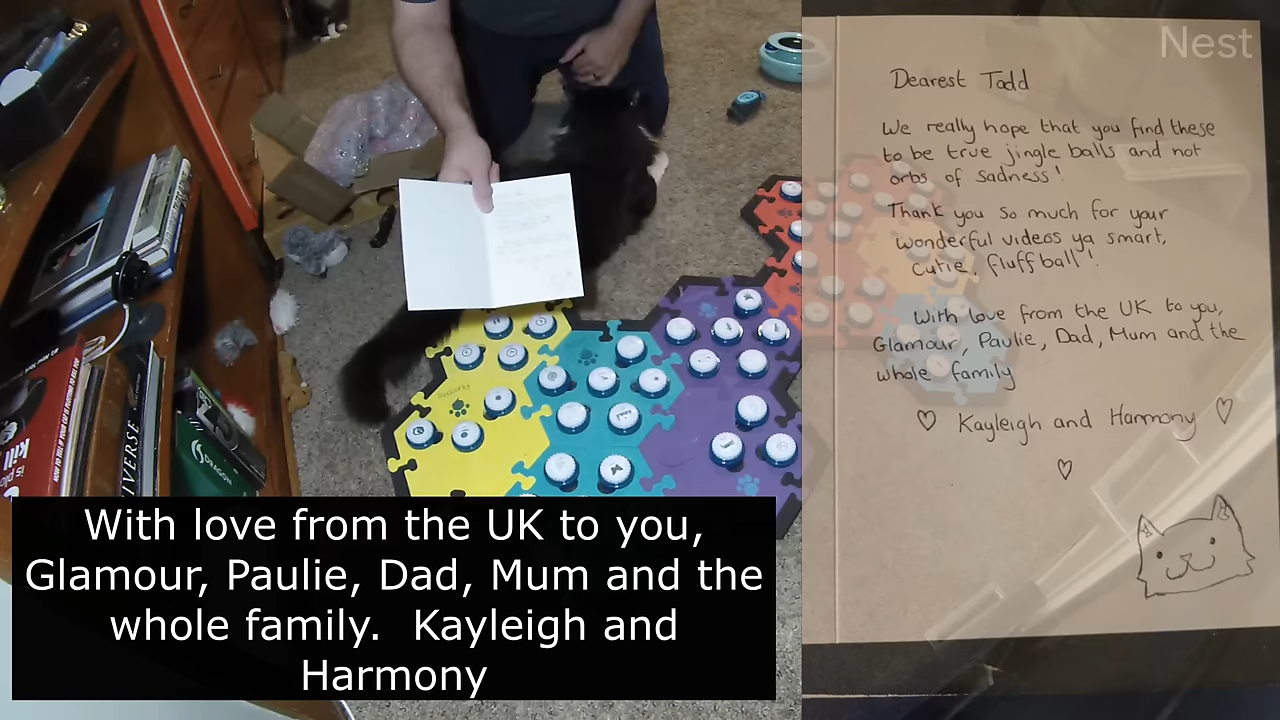 Nest
Dearest Todd
We really hope that you find these
to be true jingle balls and not
orbs of sadness!
Thank you so much for your
wonderful videos ya smart,
cutie, fluffball!
With love from the UK to you,
Glamour, Paulie, Dad, Mum and the
whole family
Kayleigh and Harmony
With love from the UK to you,
Glamour, Paulie, Dad, Mum and the
whole family. Kayleigh and
Harmony
DRAGON